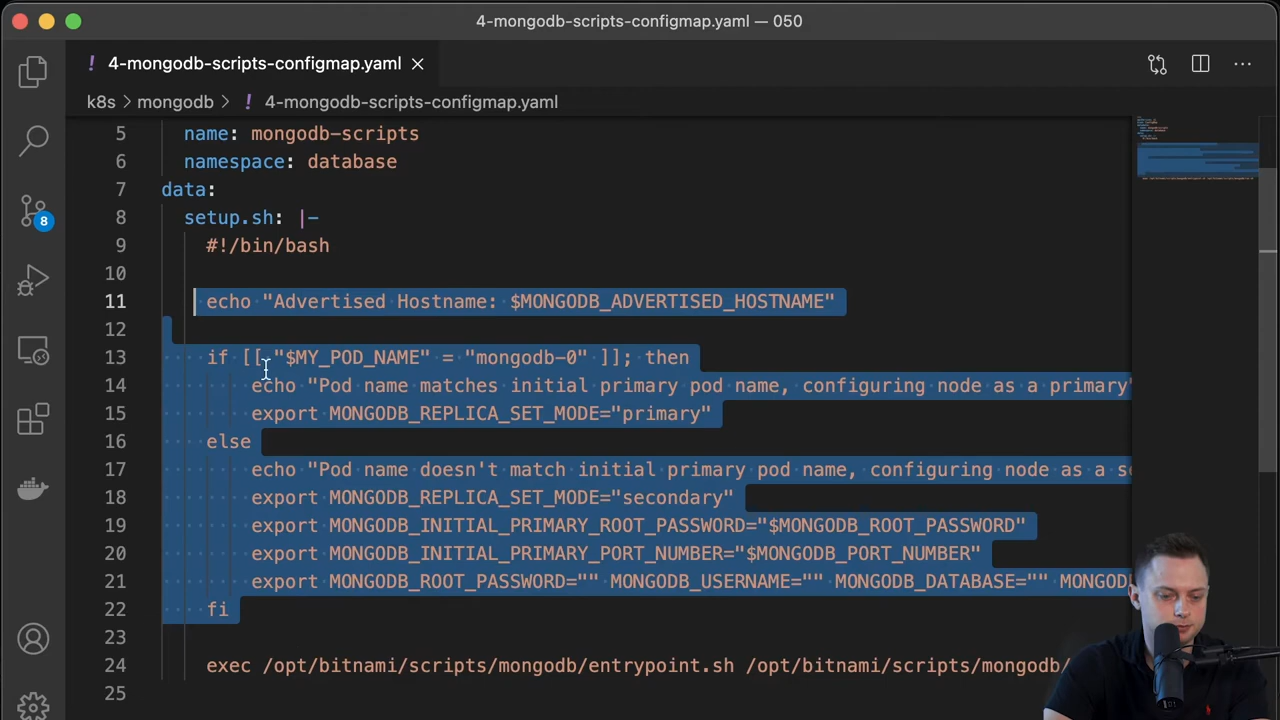 4-mongodb-scripts-configmap.yaml — 050
! 4-mongodb-scripts-configmap.yaml ×
k8s > mongodb > ! 4-mongodb-scripts-configmap.yaml
5 name: mongodb-scripts
6 namespace: database
7 data:
8 setup.sh: |-
9 #!/bin/bash
10
11 echo "Advertised Hostname: $MONGODB_ADVERTISED_HOSTNAME"
12
13 if [[ "$MY_POD_NAME" = "mongodb-0" ]]; then
14 echo "Pod name matches initial primary pod name, configuring node as a primary"
15 export MONGODB_REPLICA_SET_MODE="primary"
16 else
17 echo "Pod name doesn't match initial primary pod name, configuring node as a
18 export MONGODB_REPLICA_SET_MODE="secondary"
19 export MONGODB_INITIAL_PRIMARY_ROOT_PASSWORD="$MONGODB_ROOT_PASSWORD"
20 export MONGODB_INITIAL_PRIMARY_PORT_NUMBER="$MONGODB_PORT_NUMBER"
21 export MONGODB_ROOT_PASSWORD="" MONGODB_USERNAME="" MONGODB_DATABASE="" MONGOD
22 fi
23
24 exec /opt/bitnami/scripts/mongodb/entrypoint.sh /opt/bitnami/scripts/mongodb/
25
8